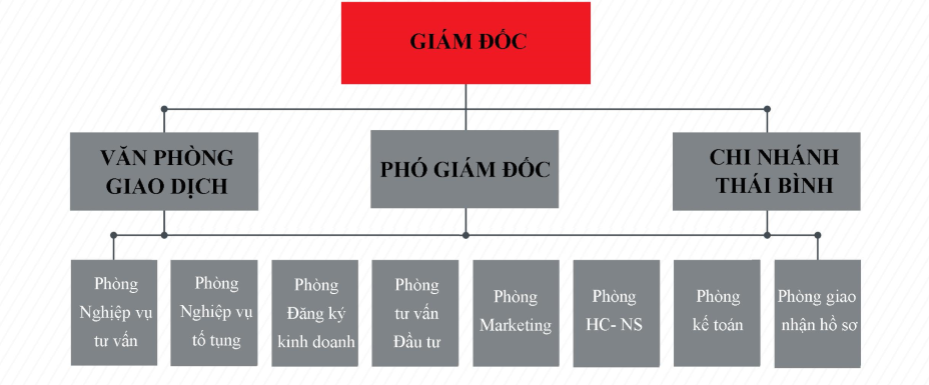 GIÁM ĐỐC
VĂN PHÒNG
GIAO DỊCH
PHÓ GIÁM ĐỐC
CHI NHÁNH
THÁI BÌNH
Phòng
Nghiệp vụ
tư vấn
Phòng
Nghiệp vụ
tố tụng
Phòng
Đăng ký
kinh doanh
Phòng
tư vấn
Đầu tư
Phòng
Marketing
Phòng
HC- NS
Phòng
kế toán
Phòng giao
nhận hồ sơ